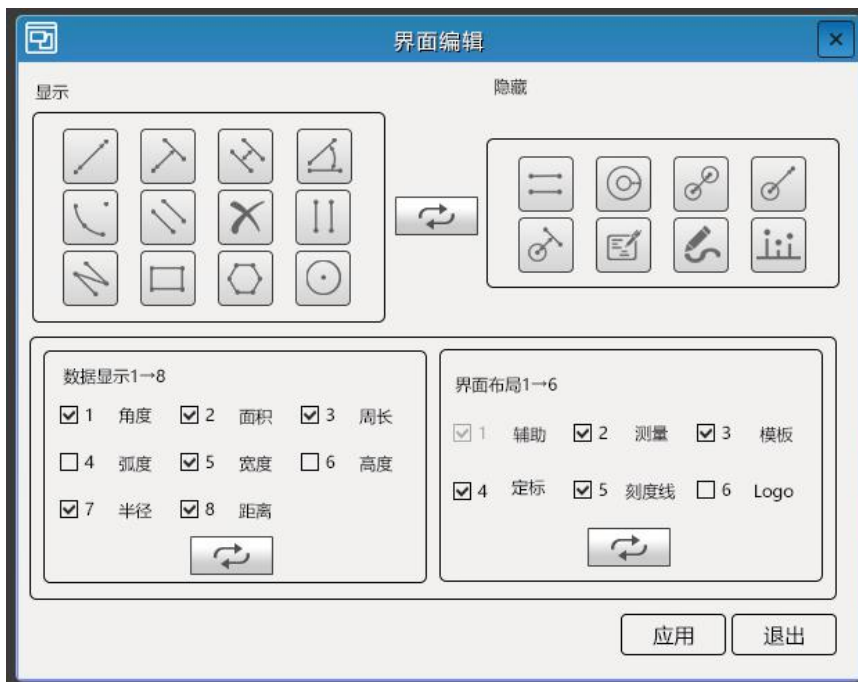 界面编辑
显示
隐藏
数据显示1→8
1 角度 2 面积 3 周长
4 弧度 5 宽度 6 高度
7 半径 8 距离
界面布局1→6
1 辅助 2 测量 3 模板
4 定标 5 刻度线 6 Logo
应用 退出